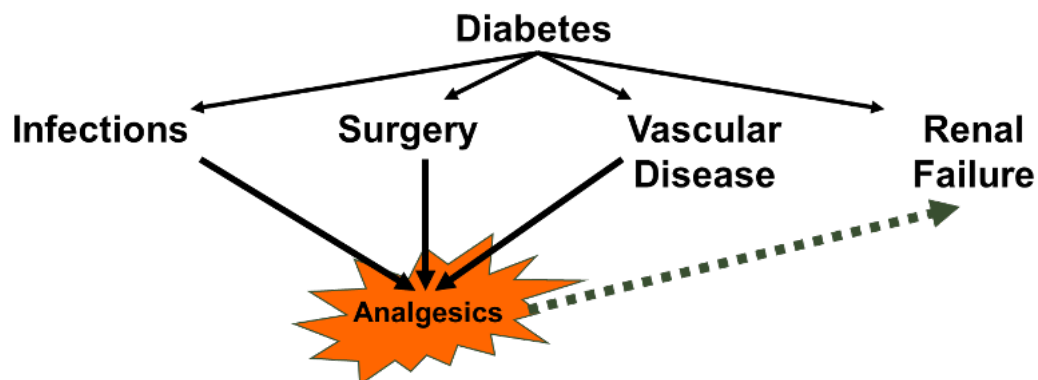 Diabetes
Infections
Surgery
Vascular
Disease
Renal
Failure
Analgesics